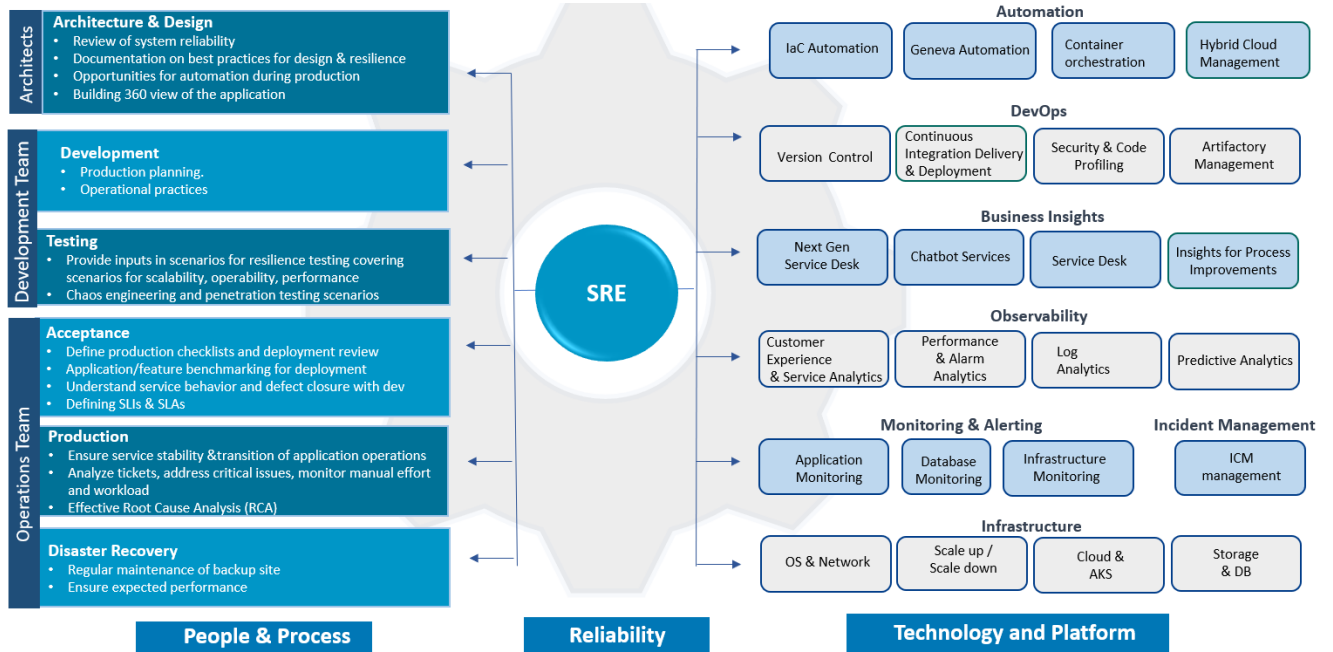 Architects
Architecture & Design
• Review of system reliability
• Documentation on best practices for design & resilience
• Opportunities for automation during production
• Building 360 view of the application
Development Team
Development
• Production planning.
• Operational practices
Testing
• Provide inputs in scenarios for resilience testing covering
scenarios for scalability, operability, performance
• Chaos engineering and penetration testing scenarios
Operations Team
Acceptance
• Define production checklists and deployment review
• Application/feature benchmarking for deployment
• Understand service behavior and defect closure with dev
• Defining SLIs & SLAs
Production
• Ensure service stability &transition of application operations
• Analyze tickets, address critical issues, monitor manual effort
and workload
• Effective Root Cause Analysis (RCA)
Disaster Recovery
• Regular maintenance of backup site
• Ensure expected performance
People & Process
SRE
Reliability
Automation
IaC Automation
Geneva Automation
Container
orchestration
Hybrid Cloud
Management
DevOps
Version Control
Continuous
Integration Delivery
& Deployment
Security & Code
Profiling
Artifactory
Management
Business Insights
Next Gen
Service Desk
Chatbot Services
Service Desk
Insights for Process
Improvements
Observability
Customer
Experience
& Service Analytics
Performance
& Alarm
Analytics
Log
Analytics
Predictive Analytics
Monitoring & Alerting
Application
Monitoring
Database
Monitoring
Infrastructure
Monitoring
Incident Management
ICM
management
Infrastructure
OS & Network
Scale up /
Scale down
Cloud &
AKS
Storage
& DB
Technology and Platform